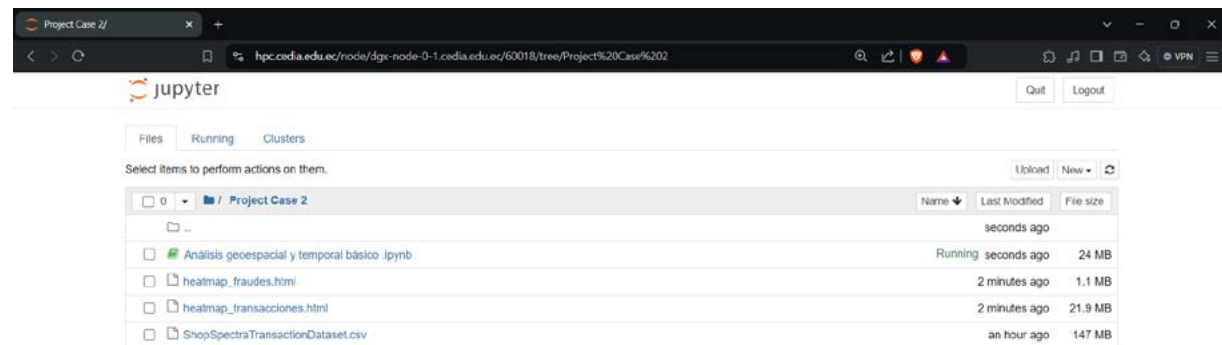 Project Case 2/
hpc.cedia.edu.ec/node/dgx-node-0-1.cedia.edu.ec/60018/tree/Project%20Case%202
VPN
jupyter
Quit
Logout
Files
Running
Clusters
Select items to perform actions on them.
Upload
New
0
/ Project Case 2
Name
Last Modified
File size
..
seconds ago
Análisis geoespacial y temporal básico .ipynb
Running seconds ago
24 MB
heatmap_fraudes.html
2 minutes ago
1.1 MB
heatmap_transacciones.html
2 minutes ago
21.9 MB
ShopSpectraTransactionDataset.csv
an hour ago
147 MB